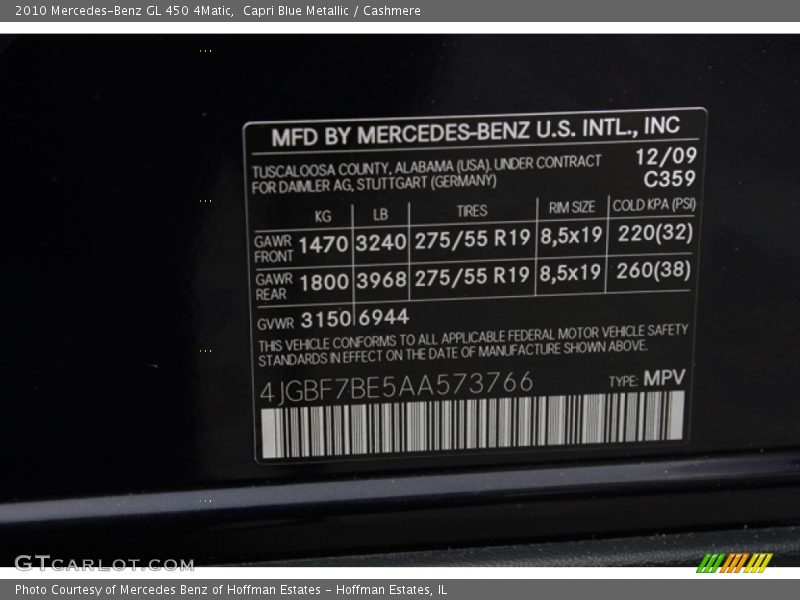 2010 Mercedes-Benz GL 450 4Matic,  Capri Blue Metallic / Cashmere
MFD BY MERCEDES-BENZ U.S. INTL., INC
TUSCALOOSA COUNTY, ALABAMA (USA). UNDER CONTRACT 12/09
FOR DAIMLER AG, STUTTGART (GERMANY) C359
KG LB TIRES RIM SIZE COLD KPA (PSI)
GAWR FRONT 1470 3240 275/55 R19 8,5x19 220(32)
GAWR REAR 1800 3968 275/55 R19 8,5x19 260(38)
GVWR 3150 6944
THIS VEHICLE CONFORMS TO ALL APPLICABLE FEDERAL MOTOR VEHICLE SAFETY
STANDARDS IN EFFECT ON THE DATE OF MANUFACTURE SHOWN ABOVE.
4JGBF7BE5AA573766 TYPE: MPV
GTCARLOT.COM
Photo Courtesy of Mercedes Benz of Hoffman Estates - Hoffman Estates, IL